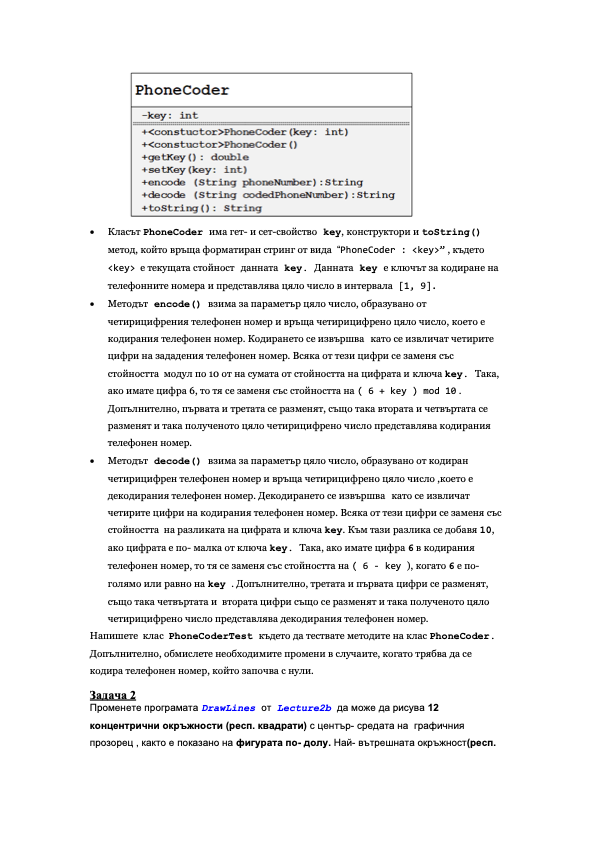 PhoneCoder
-key: int
+<constuctor>PhoneCoder(key: int)
+<constuctor>PhoneCoder()
+getKey(): double
+setKey(key: int)
+encode (String phoneNumber):String
+decode (String codedPhoneNumber):String
+toString(): String
• Класът PhoneCoder има гет- и сет-свойство key, конструктори и toString()
метод, който връща форматиран стринг от вида "PhoneCoder : <key>" , където
<key> е текущата стойност данната key. Данната key е ключът за кодиране на
телефонните номера и представлява цяло число в интервала [1, 9].
• Методът encode() взима за параметър цяло число, образувано от
четирицифрения телефонен номер и връща четирицифрено цяло число, което е
кодирания телефонен номер. Кодирането се извършва като се извличат четирите
цифри на зададения телефонен номер. Всяка от тези цифри се заменя със
стойността модул по 10 от на сумата от стойността на цифрата и ключа key. Така,
ако имате цифра 6, то тя се заменя със стойността на ( 6 + key ) mod 10 .
Допълнително, първата и третата се разменят, също така втората и четвъртата се
разменят и така полученото цяло четирицифрено число представлява кодирания
телефонен номер.
• Методът decode() взима за параметър цяло число, образувано от кодиран
четирицифрен телефонен номер и връща четирицифрено цяло число ,което е
декодирания телефонен номер. Декодирането се извършва като се извличат
четирите цифри на кодирания телефонен номер. Всяка от тези цифри се заменя със
стойността на разликата на цифрата и ключа key. Към тази разлика се добавя 10,
ако цифрата е по- малка от ключа key. Така, ако имате цифра 6 в кодирания
телефонен номер, то тя се заменя със стойността на ( 6 - key ), когато 6 е по-
голямо или равно на key . Допълнително, третата и първата цифри се разменят,
също така четвъртата и втората цифри също се разменят и така полученото цяло
четирицифрено число представлява декодирания телефонен номер.
Напишете клас PhoneCoderTest където да тествате методите на клас PhoneCoder.
Допълнително, обмислете необходимите промени в случаите, когато трябва да се
кодира телефонен номер, който започва с нули.
Задача 2
Променете програмата DrawLines от Lecture2b да може да рисува 12
концентрични окръжности (респ. квадрати) с център- средата на графичния
прозорец , както е показано на фигурата по- долу. Най- вътрешната окръжност(респ.